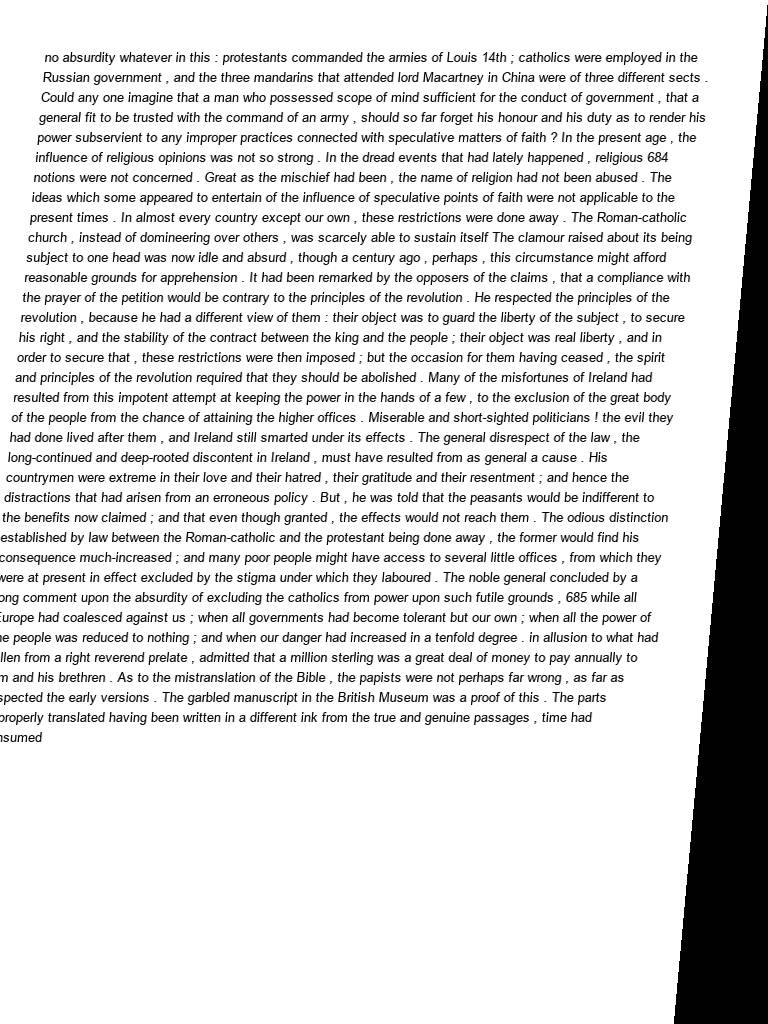 no absurdity whatever in this : protestants commanded the armies of Louis 14th ; catholics were employed in the
Russian government , and the three mandarins that attended lord Macartney in China were of three different sects .
Could any one imagine that a man who possessed scope of mind sufficient for the conduct of government , that a
general fit to be trusted with the command of an army , should so far forget his honour and his duty as to render his
power subservient to any improper practices connected with speculative matters of faith ? In the present age , the
influence of religious opinions was not so strong . In the dread events that had lately happened , religious 684
notions were not concerned . Great as the mischief had been , the name of religion had not been abused . The
ideas which some appeared to entertain of the influence of speculative points of faith were not applicable to the
present times . In almost every country except our own , these restrictions were done away . The Roman-catholic
church , instead of domineering over others , was scarcely able to sustain itself The clamour raised about its being
subject to one head was now idle and absurd , though a century ago , perhaps , this circumstance might afford
reasonable grounds for apprehension . It had been remarked by the opposers of the claims , that a compliance with
the prayer of the petition would be contrary to the principles of the revolution . He respected the principles of the
revolution , because he had a different view of them : their object was to guard the liberty of the subject , to secure
his right , and the stability of the contract between the king and the people ; their object was real liberty , and in
order to secure that , these restrictions were then imposed ; but the occasion for them having ceased , the spirit
and principles of the revolution required that they should be abolished . Many of the misfortunes of Ireland had
resulted from this impotent attempt at keeping the power in the hands of a few , to the exclusion of the great body
of the people from the chance of attaining the higher offices . Miserable and short-sighted politicians ! the evil they
had done lived after them , and Ireland still smarted under its effects . The general disrespect of the law , the
long-continued and deep-rooted discontent in Ireland , must have resulted from as general a cause . His
countrymen were extreme in their love and their hatred , their gratitude and their resentment ; and hence the
distractions that had arisen from an erroneous policy . But , he was told that the peasants would be indifferent to
the benefits now claimed ; and that even though granted , the effects would not reach them . The odious distinction
established by law between the Roman-catholic and the protestant being done away , the former would find his
consequence much-increased ; and many poor people might have access to several little offices , from which they
were at present in effect excluded by the stigma under which they laboured . The noble general concluded by a
ong comment upon the absurdity of excluding the catholics from power upon such futile grounds , 685 while all
Europe had coalesced against us ; when all governments had become tolerant but our own ; when all the power of
he people was reduced to nothing ; and when our danger had increased in a tenfold degree . in allusion to what had
llen from a right reverend prelate , admitted that a million sterling was a great deal of money to pay annually to
m and his brethren . As to the mistranslation of the Bible , the papists were not perhaps far wrong , as far as
spected the early versions . The garbled manuscript in the British Museum was a proof of this . The parts
properly translated having been written in a different ink from the true and genuine passages , time had
nsumed